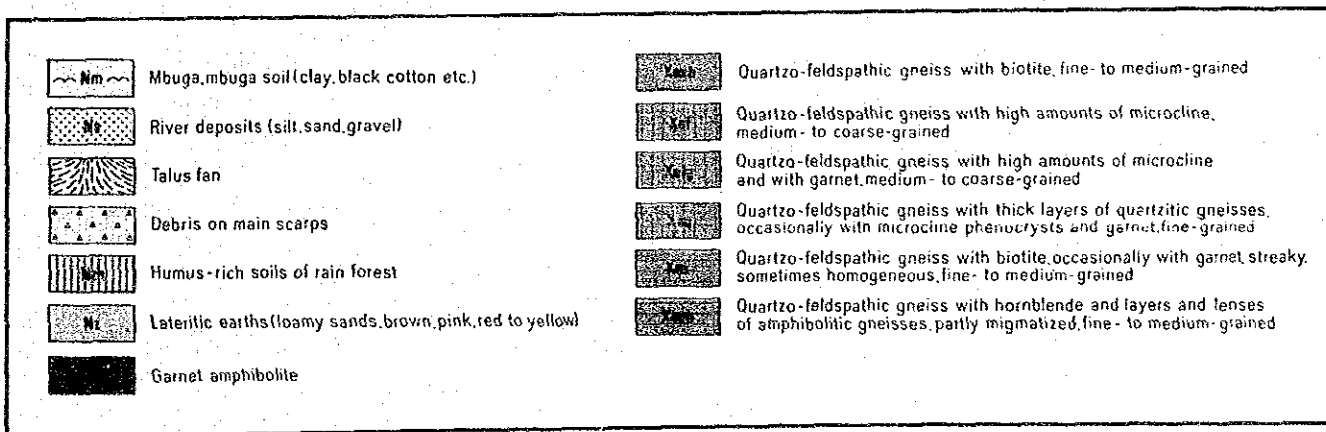 Nm Mbuga, mbuga soil (clay, black cotton etc.)
River deposits (silt, sand, gravel)
Talus fan
Debris on main scarps
Humus-rich soils of rain forest
Nz Lateritic earths (loamy sands, brown, pink, red to yellow)
Garnet amphibolite
Quartzo-feldspathic gneiss with biotite, fine- to medium-grained
Quartzo-feldspathic gneiss with high amounts of microcline,
medium- to coarse-grained
Quartzo-feldspathic gneiss with high amounts of microcline
and with garnet, medium- to coarse-grained
Quartzo-feldspathic gneiss with thick layers of quartzitic gneisses,
occasionally with microcline phenocrysts and garnet, fine-grained
Quartzo-feldspathic gneiss with biotite, occasionally with garnet, streaky,
sometimes homogeneous, fine- to medium-grained
Quartzo-feldspathic gneiss with hornblende and layers and lenses
of amphibolitic gneisses, partly migmatized, fine- to medium-grained